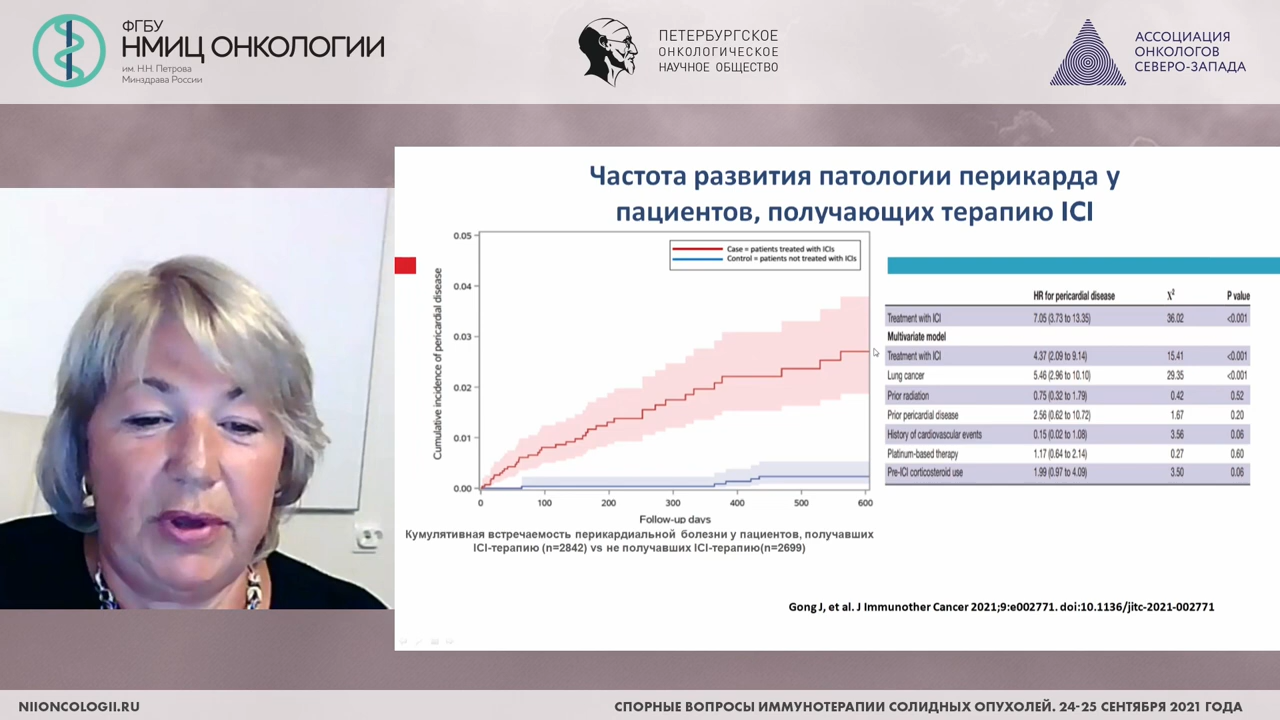 ФГБУ
НМИЦ ОНКОЛОГИИ
им. Н.Н. Петрова
Минздрава России
ПЕТЕРБУРГСКОЕ
ОНКОЛОГИЧЕСКОЕ
НАУЧНОЕ ОБЩЕСТВО
АССОЦИАЦИЯ
ОНКОЛОГОВ
СЕВЕРО-ЗАПАДА
Частота развития патологии перикарда у
пациентов, получающих терапию ICI
Cumulative incidence of pericardial disease
0.05
0.04
0.03
0.02
0.01
0.00
Case = patients treated with ICIs
Control = patients not treated with ICIs
0 100 200 300 400 500 600
Follow-up days
Кумулятивная встречаемость перикардиальной болезни у пациентов, получавших
ICI-терапию (n=2842) vs не получавших ICI-терапию(n=2699)
HR for pericardial disease X² P value
Treatment with ICI 7.05 (3.73 to 13.35) 36.02 <0.001
Multivariate model
Treatment with ICI 4.37 (2.09 to 9.14) 15.41 <0.001
Lung cancer 5.46 (2.96 to 10.10) 29.35 <0.001
Prior radiation 0.75 (0.32 to 1.79) 0.42 0.52
Prior pericardial disease 2.56 (0.62 to 10.72) 1.67 0.20
History of cardiovascular events 0.15 (0.02 to 1.08) 3.56 0.06
Platinum-based therapy 1.17 (0.64 to 2.14) 0.27 0.60
Pre-ICI corticosteroid use 1.99 (0.97 to 4.09) 3.50 0.06
Gong J, et al. J Immunother Cancer 2021;9:e002771. doi:10.1136/jitc-2021-002771
NIIONCOLOGII.RU
СПОРНЫЕ ВОПРОСЫ ИММУНОТЕРАПИИ СОЛИДНЫХ ОПУХОЛЕЙ. 24-25 СЕНТЯБРЯ 2021 ГОДА